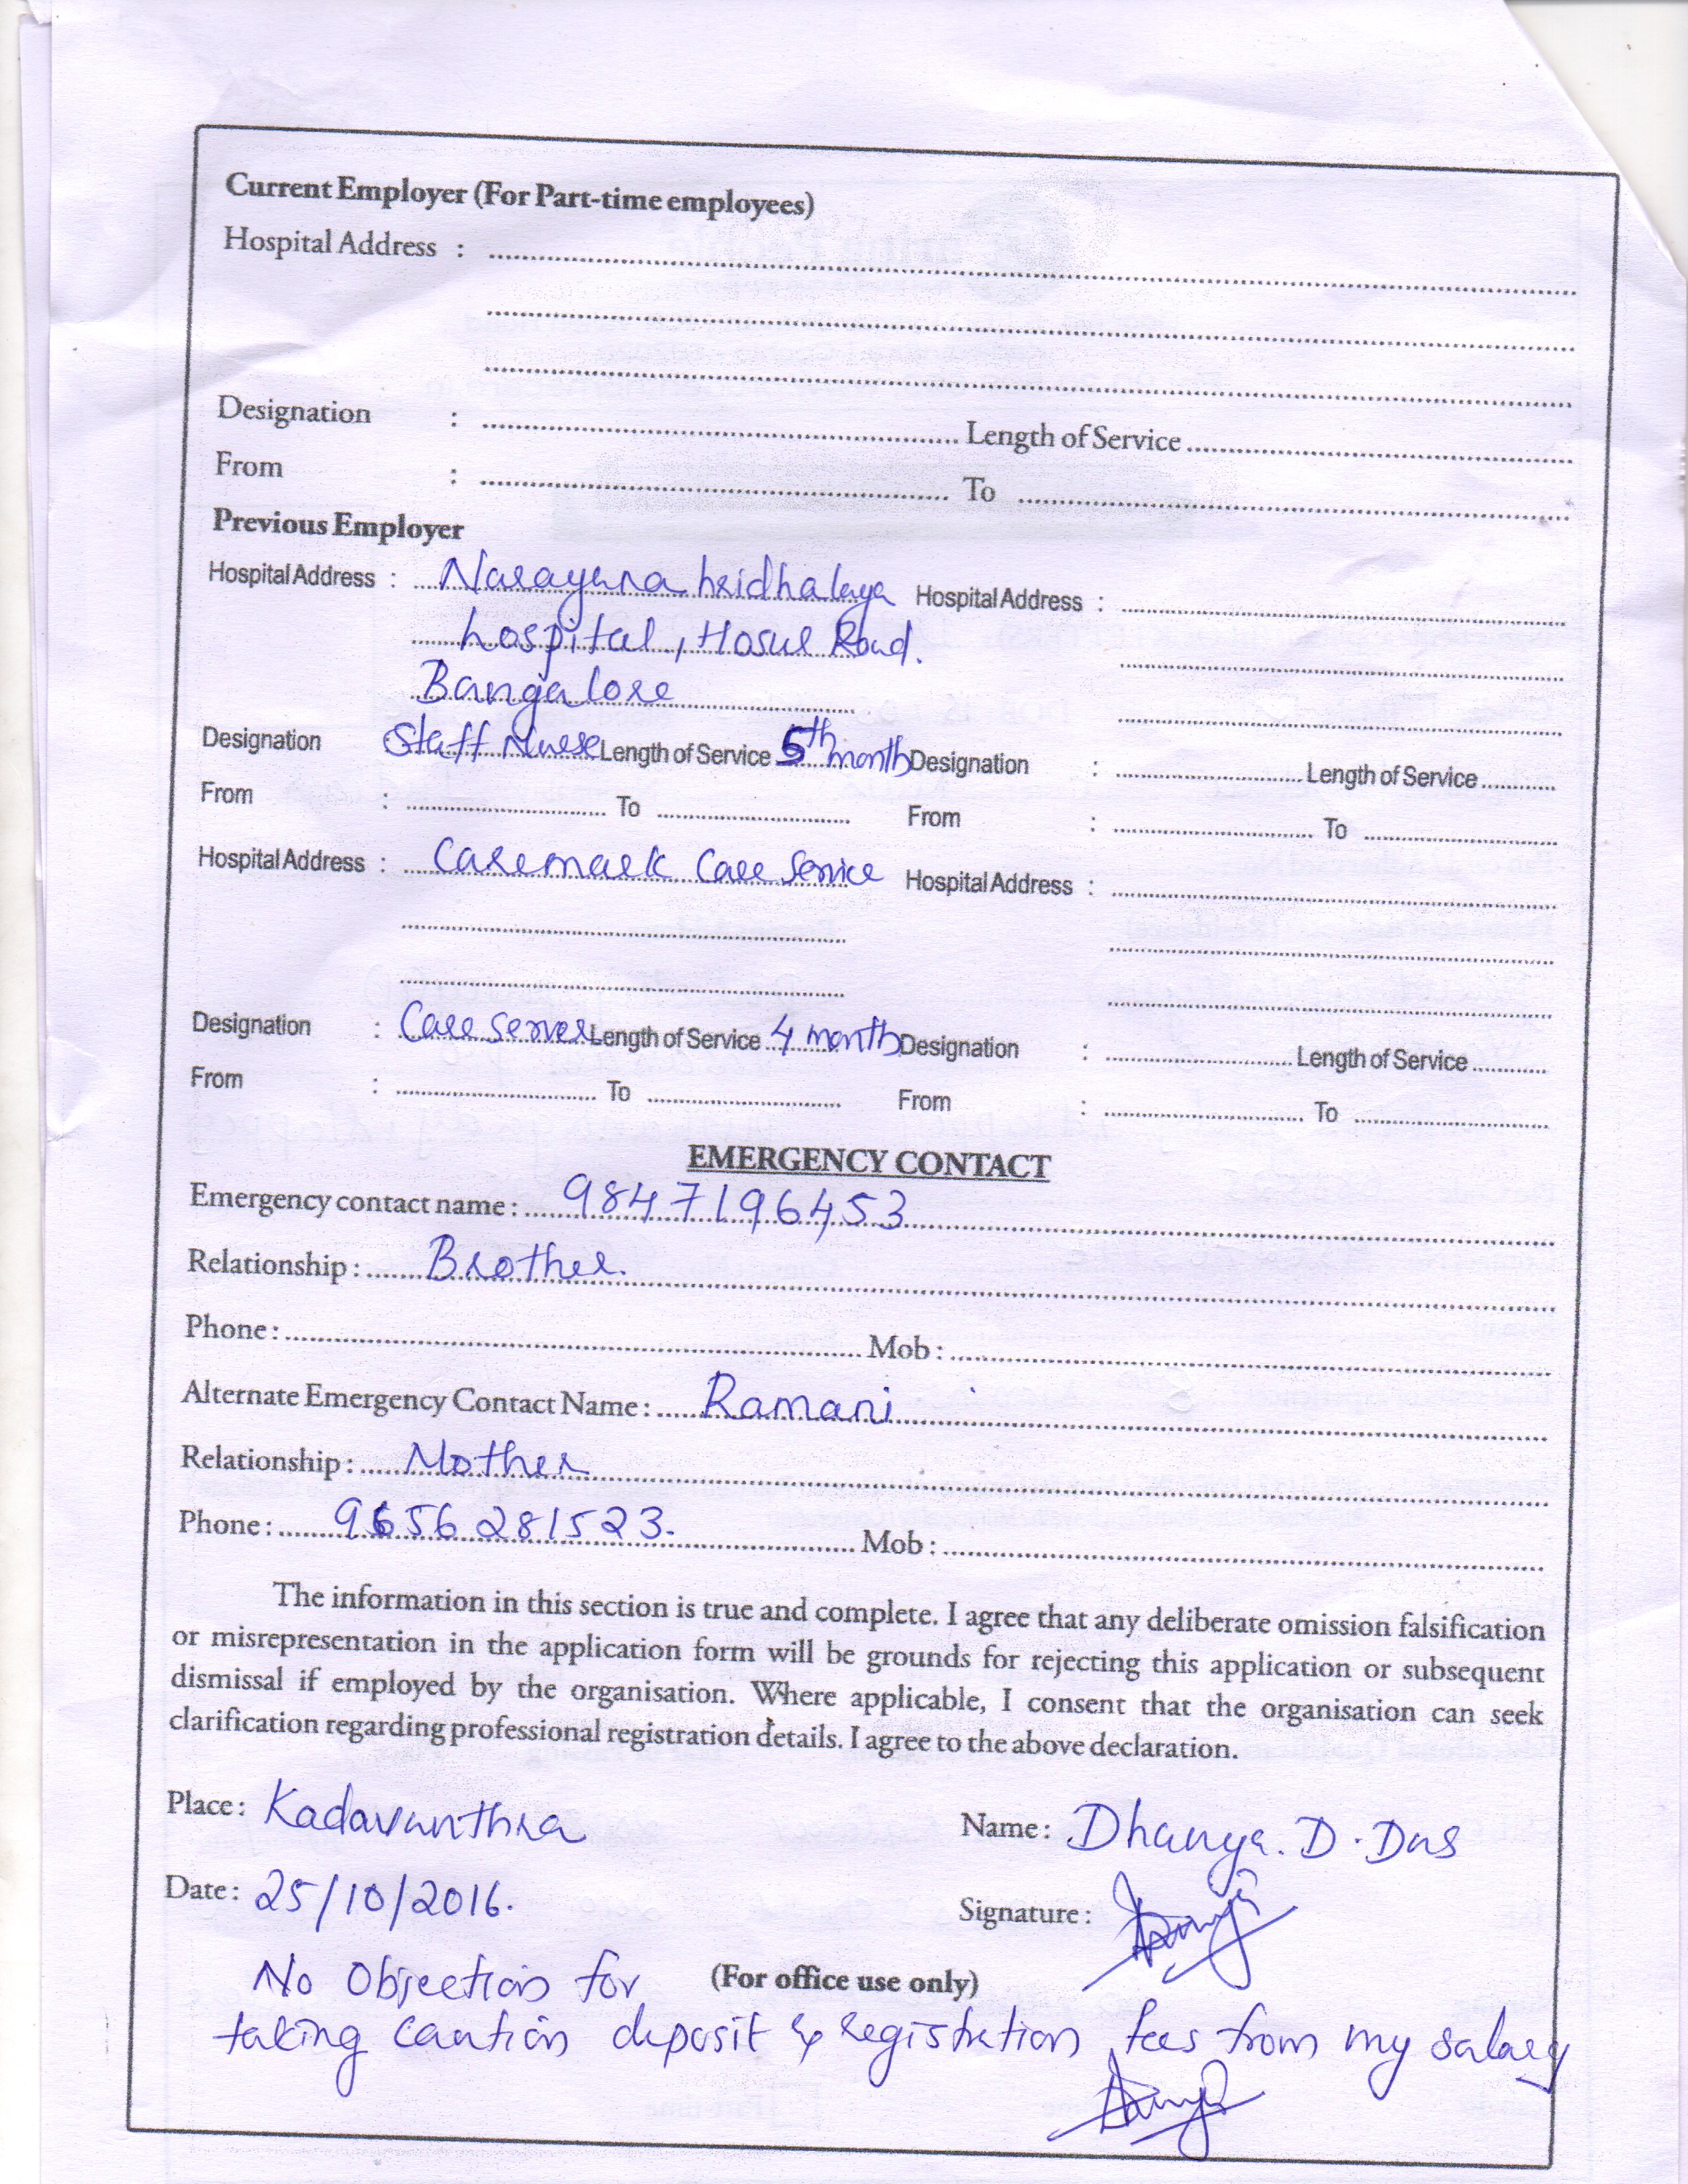 Current Employer (For Part-time employees)
Hospital Address :
Designation : Length of Service
From : To
Previous Employer
Hospital Address : Narayana hridhalaya Hospital Address :
hospital, Hosur Road.
Bangalore
Designation Staff Nurse Length of Service 5th month Designation : Length of Service
From : To From : To
Hospital Address : Caremark Care Service Hospital Address :
Designation : Care server Length of Service 4 month Designation : Length of Service
From : To From : To
EMERGENCY CONTACT
Emergency contact name : 9847196453
Relationship : Brother.
Phone : Mob :
Alternate Emergency Contact Name : Ramani
Relationship : Mother
Phone : 9656281523. Mob :
The information in this section is true and complete. I agree that any deliberate omission falsification
or misrepresentation in the application form will be grounds for rejecting this application or subsequent
dismissal if employed by the organisation. Where applicable, I consent that the organisation can seek
clarification regarding professional registration details. I agree to the above declaration.
Place : Kadavanthra Name : Dhanya. D. Das
Date : 25/10/2016. Signature :
No Objection for (For office use only)
taking caution deposit & registration fees from my salary